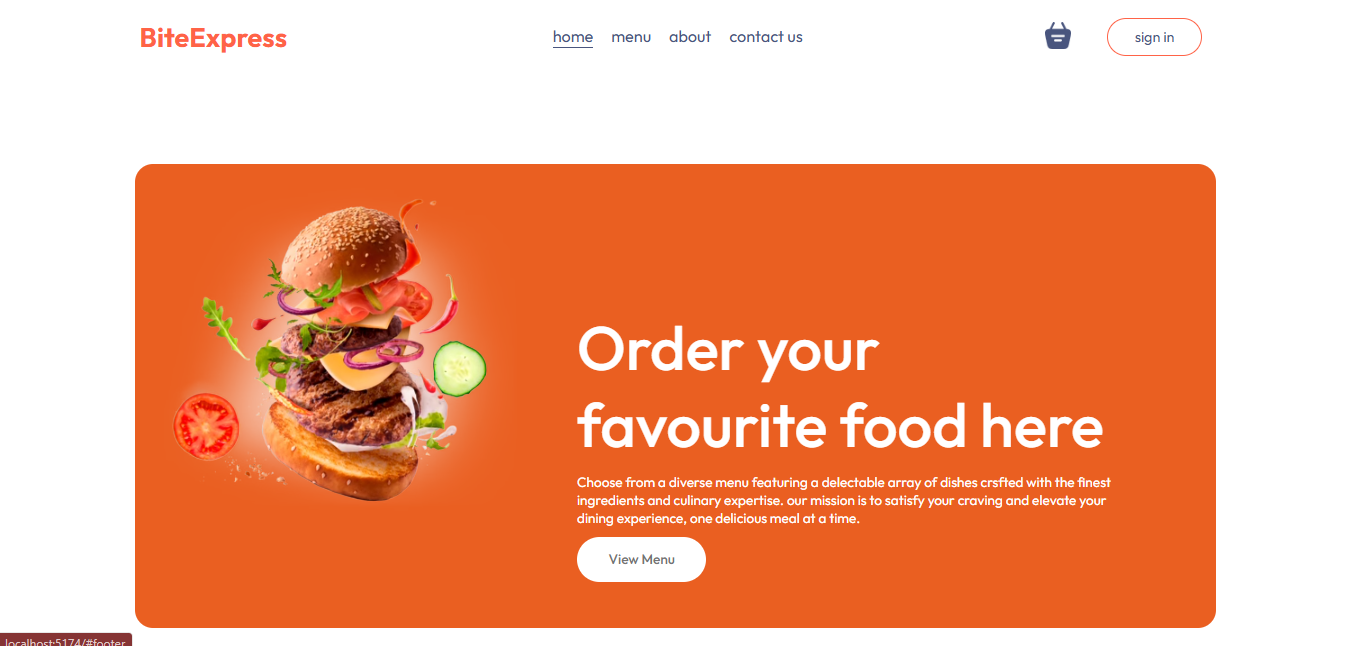 BiteExpress
home menu about contact us
sign in
Order your
favourite food here
Choose from a diverse menu featuring a delectable array of dishes crsfted with the finest
ingredients and culinary expertise. our mission is to satisfy your craving and elevate your
dining experience, one delicious meal at a time.
View Menu
localhost:5174/#footer